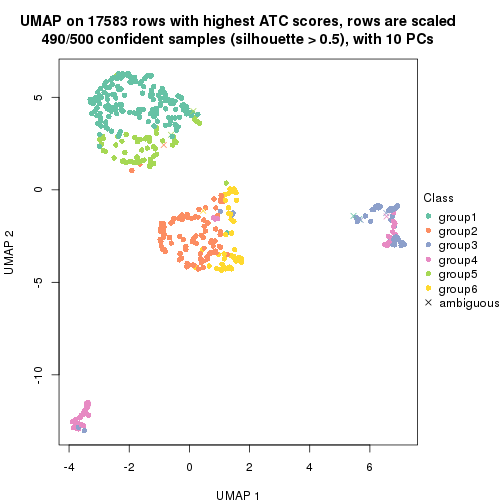 UMAP on 17583 rows with highest ATC scores, rows are scaled
490/500 confident samples (silhouette > 0.5), with 10 PCs
5
0
-5
-10
UMAP 2
-4
-2
0
2
4
6
UMAP 1
Class
group1
group2
group3
group4
group5
group6
ambiguous